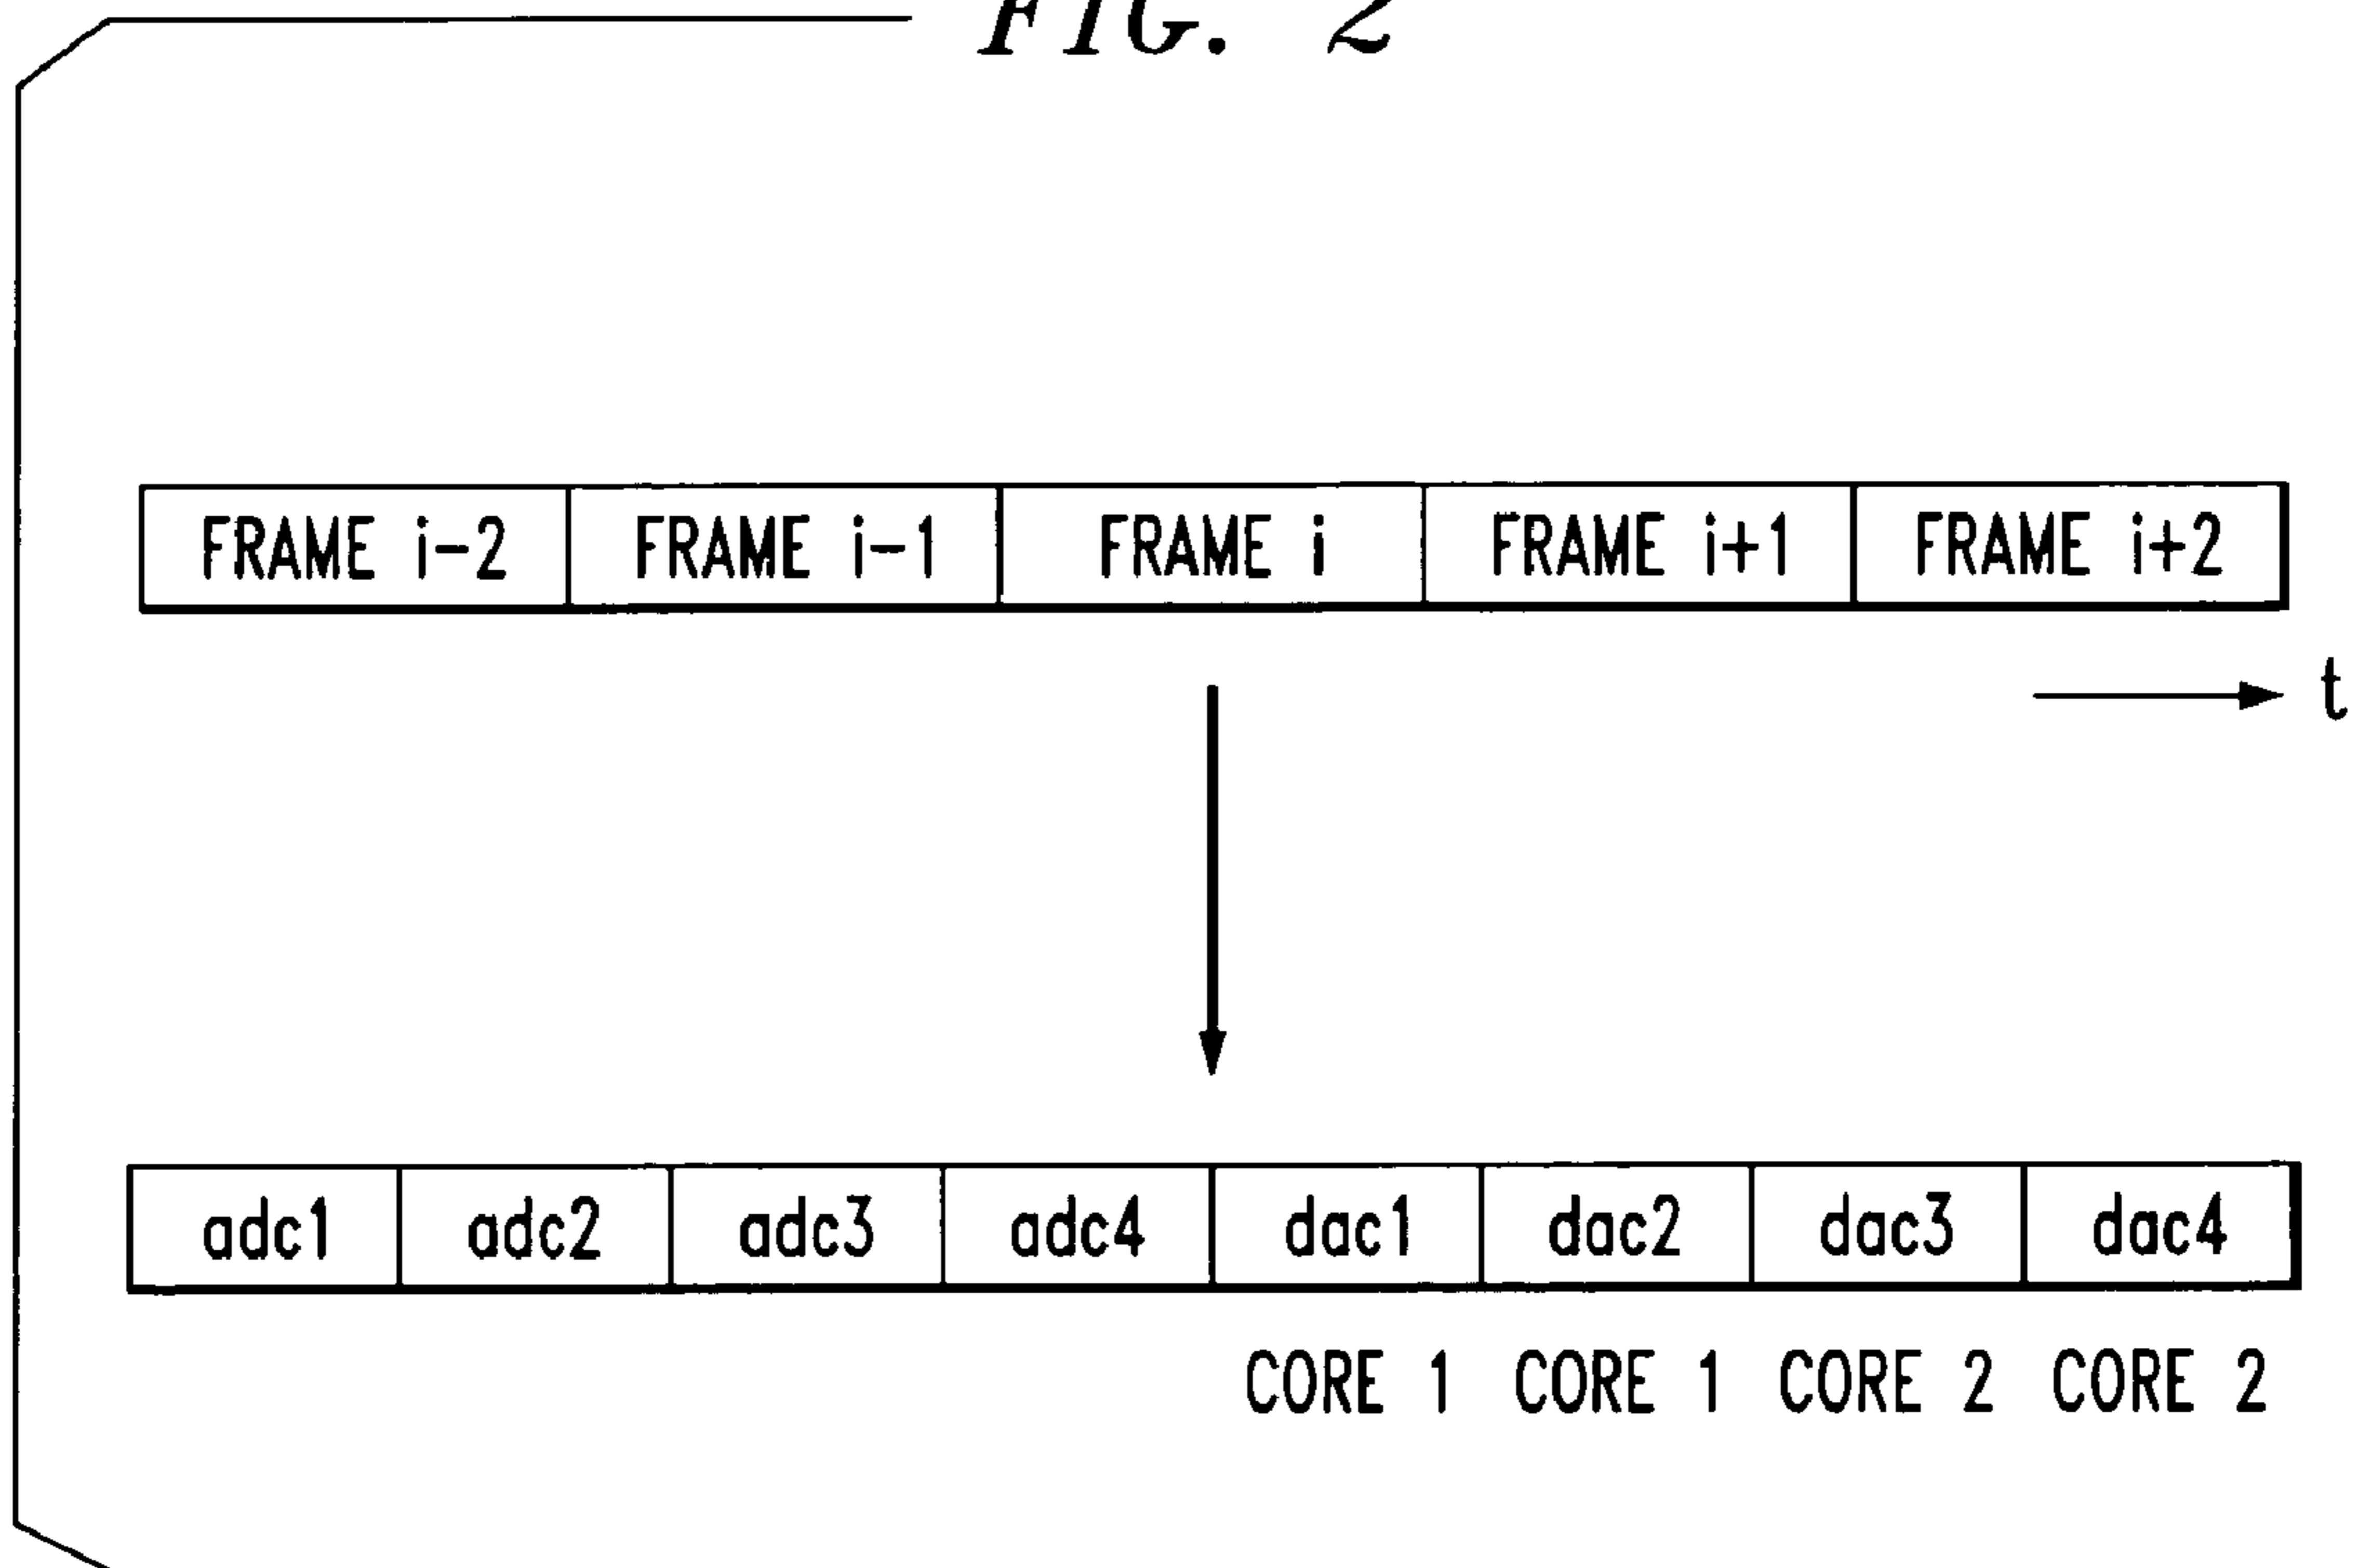 FIG. 2
FRAME i-2 FRAME i-1 FRAME i FRAME i+1 FRAME i+2
t
adc1 adc2 adc3 adc4 dac1 dac2 dac3 dac4
CORE 1 CORE 1 CORE 2 CORE 2